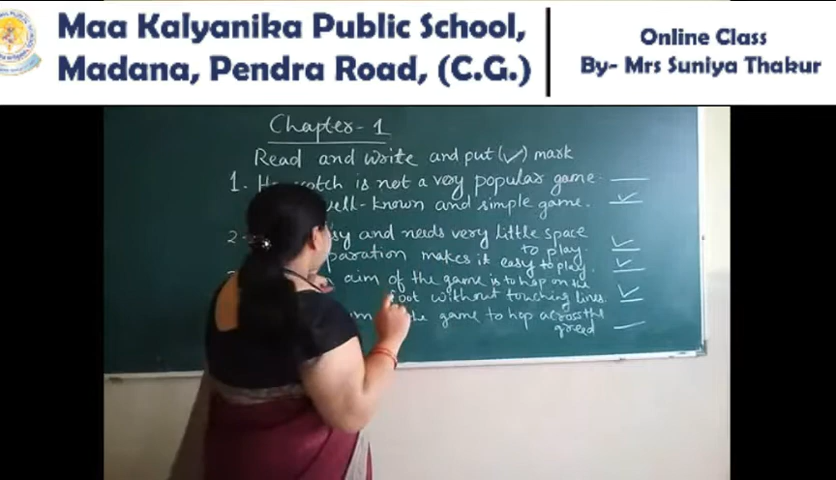 Maa Kalyanika Public School,
Madana, Pendra Road, (C.G.)
Online Class
By- Mrs Suniya Thakur
Chapter-1
Read and write and put (✓) mark
1. is not a very popular game.
well-known and simple game. ✓
2. and needs very little space
to play. ✓
makes it easy to play. ✓
aim of the game is to hop on the
foot without touching lines. ✓
the game to hop across the